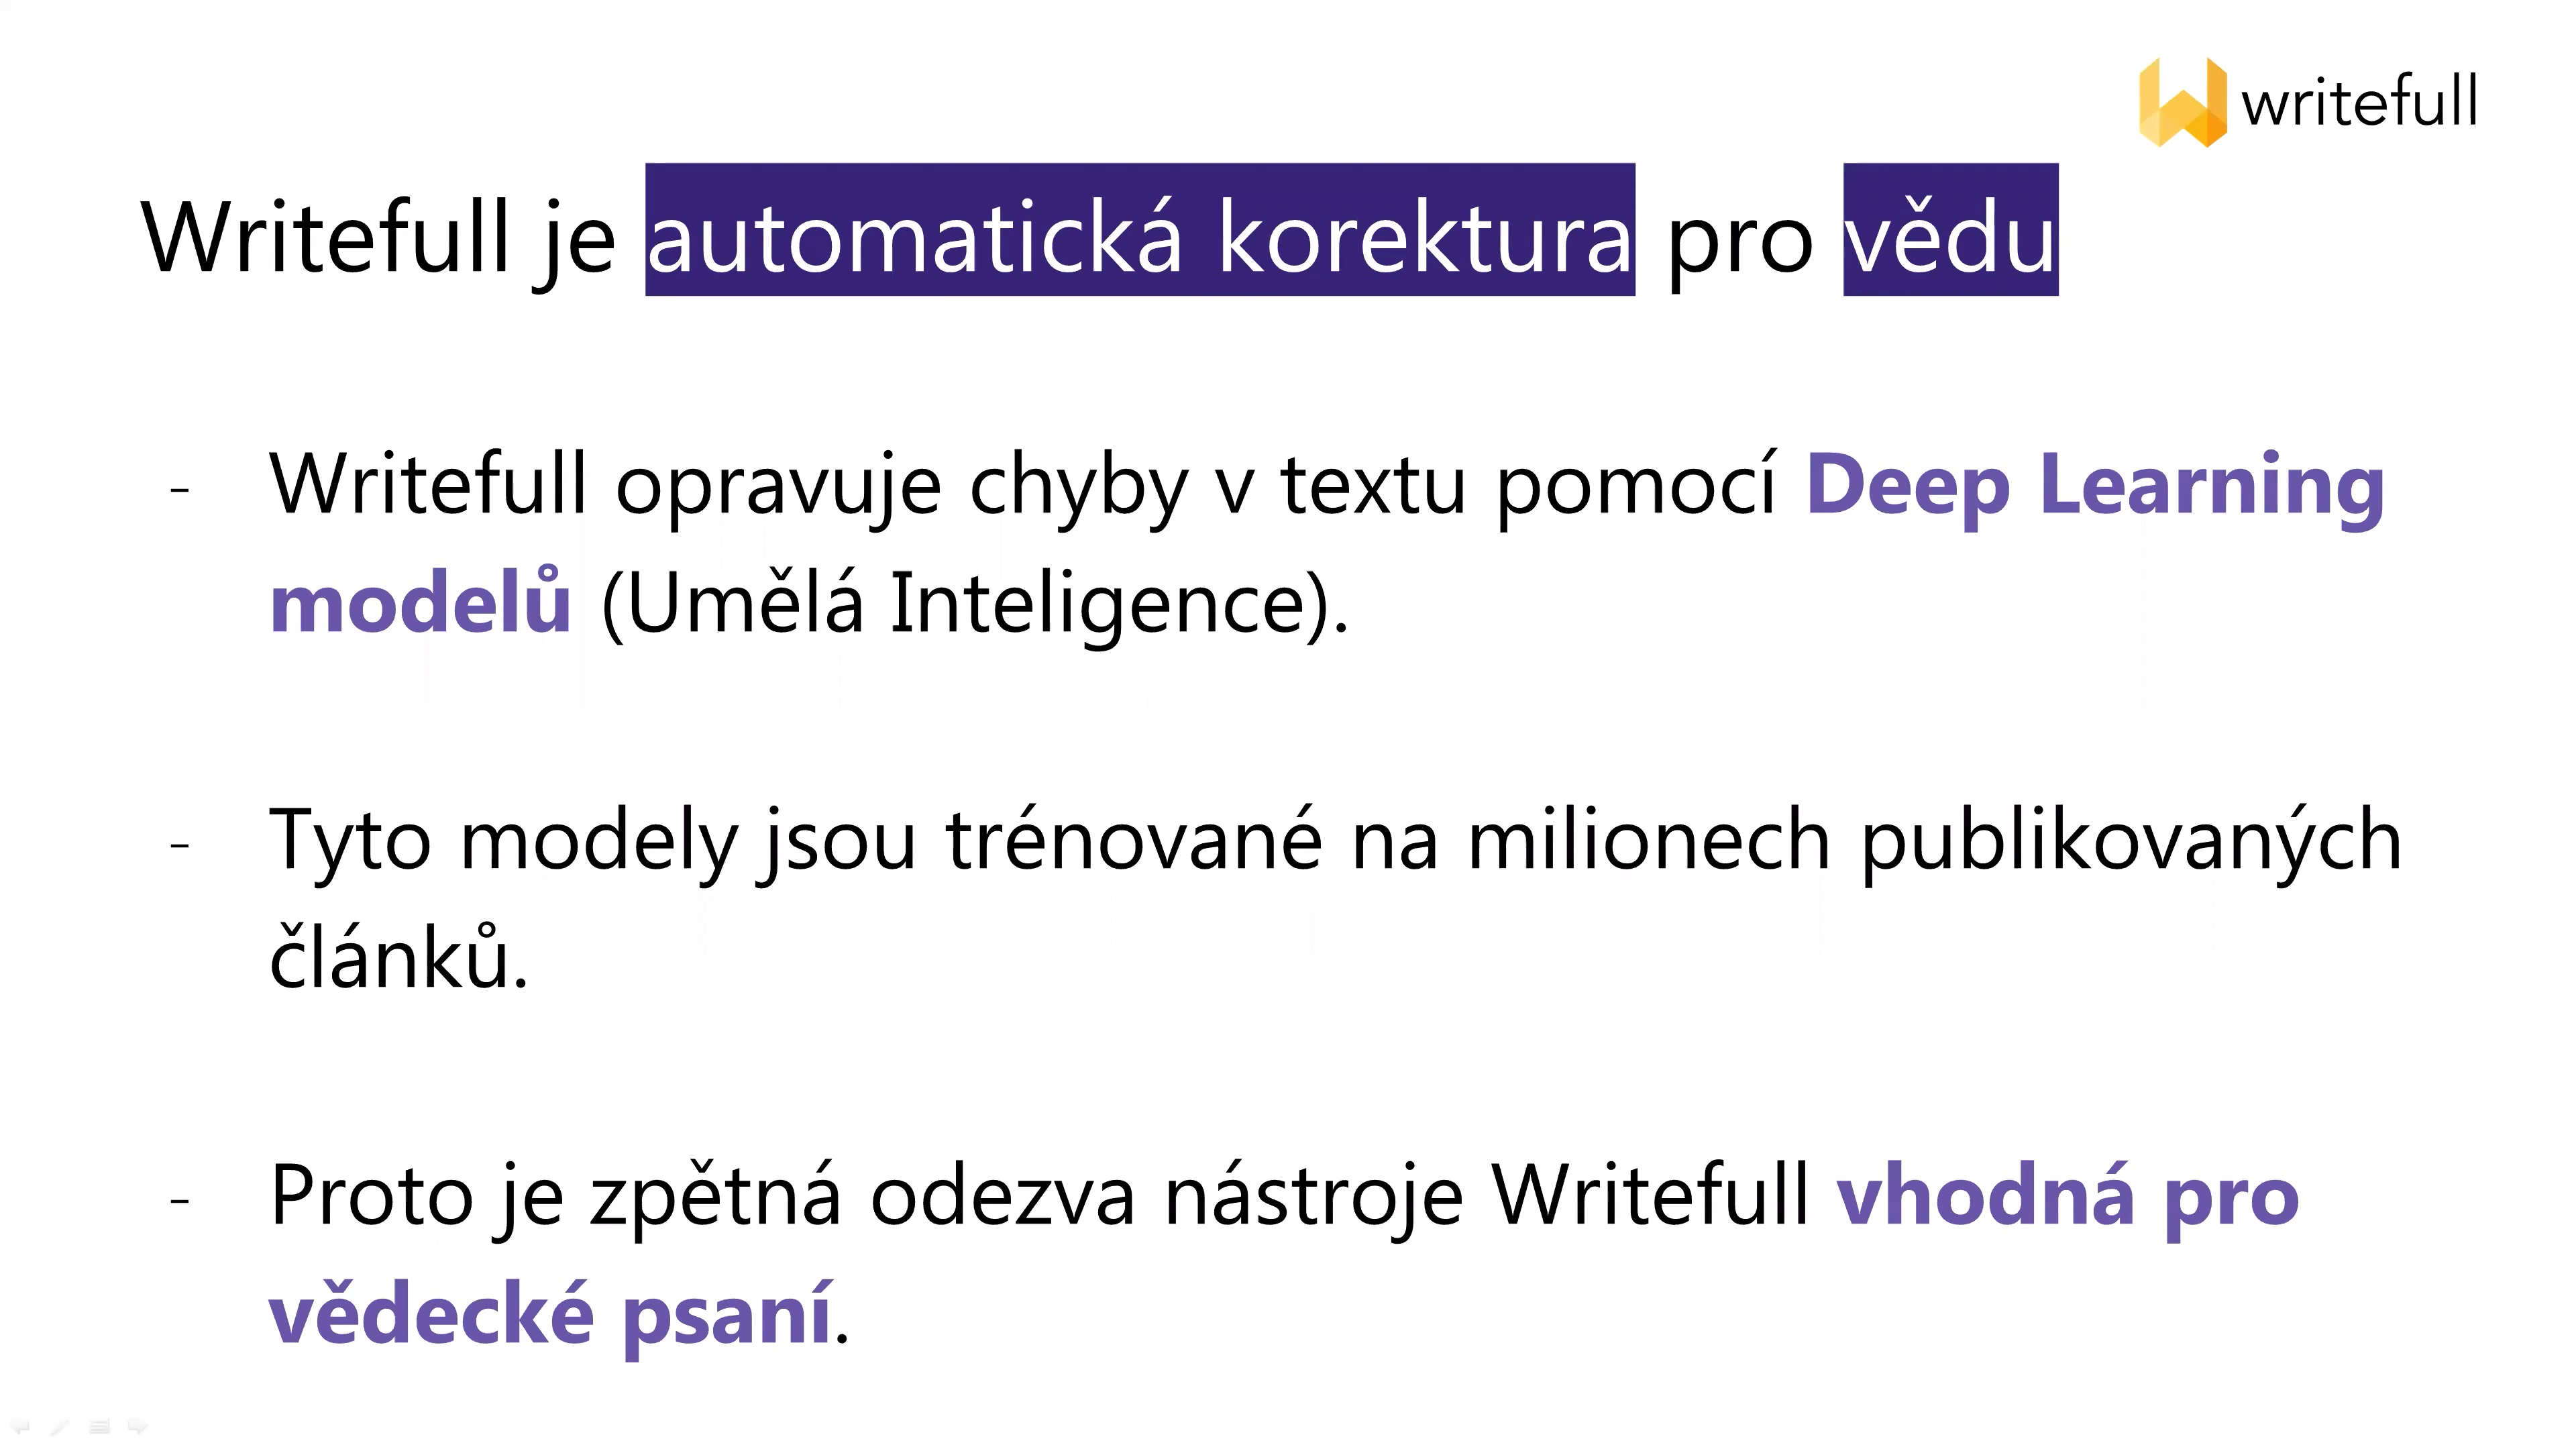 writefull
Writefull je automatická korektura pro vědu
- Writefull opravuje chyby v textu pomocí Deep Learning
modelů (Umělá Inteligence).
- Tyto modely jsou trénované na milionech publikovaných
článků.
- Proto je zpětná odezva nástroje Writefull vhodná pro
vědecké psaní.